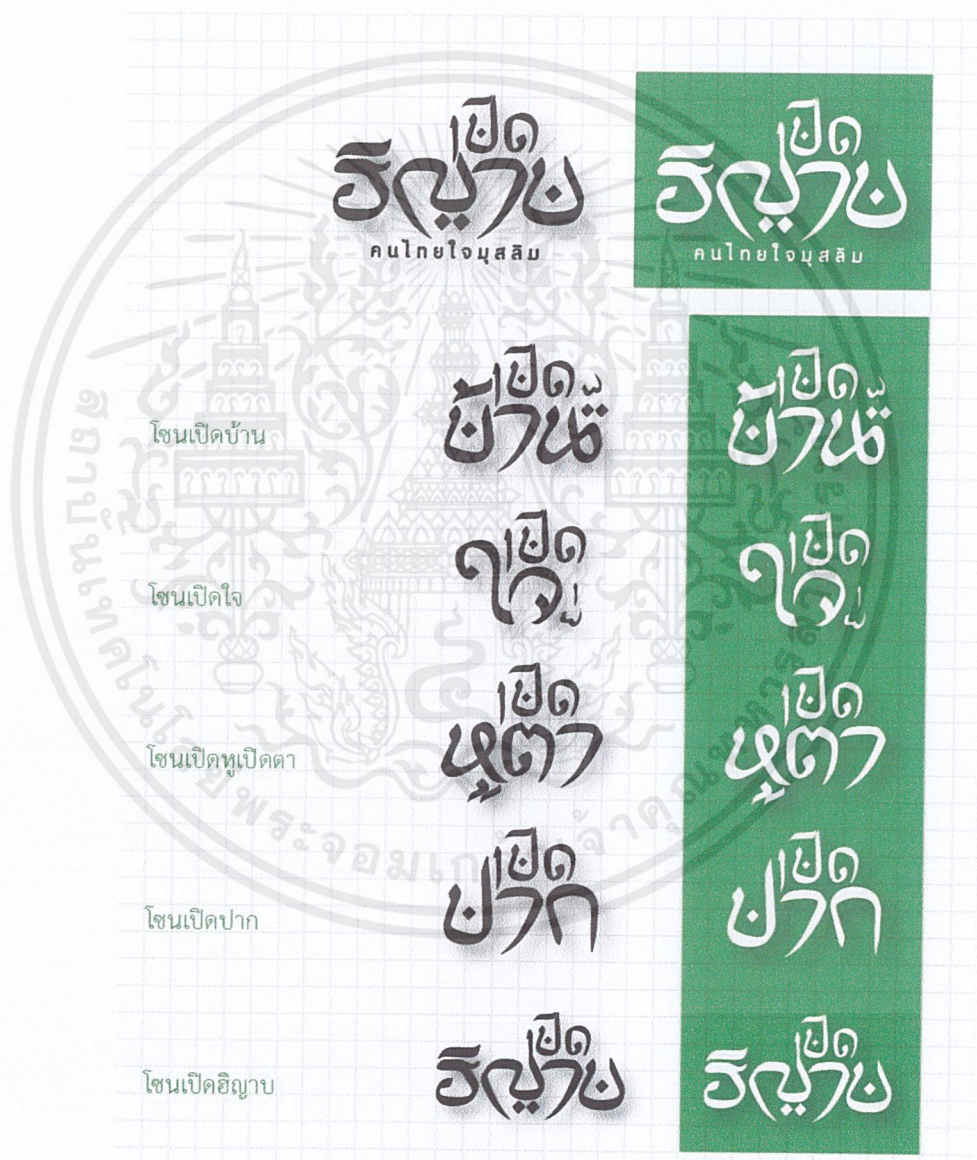 เปิด
ฮิญาบ
คนไทยใจมุสลิม
เปิด
ฮิญาบ
คนไทยใจมุสลิม
โซนเปิดบ้าน
เปิด
บ้าน
เปิด
บ้าน
โซนเปิดใจ
เปิด
ใจ
เปิด
ใจ
โซนเปิดหูเปิดตา
เปิด
หูตา
เปิด
หูตา
โซนเปิดปาก
เปิด
ปาก
เปิด
ปาก
โซนเปิดฮิญาบ
เปิด
ฮิญาบ
เปิด
ฮิญาบ